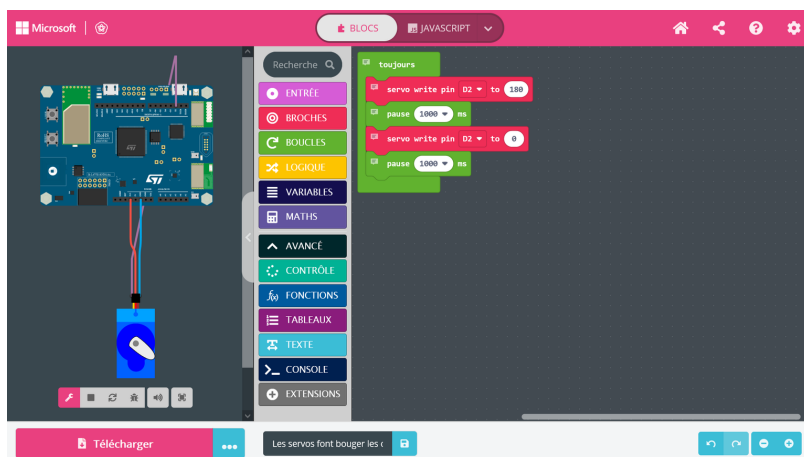 Microsoft
BLOCS
JAVASCRIPT
Recherche
ENTRÉE
BROCHES
BOUCLES
LOGIQUE
VARIABLES
MATHS
AVANCÉ
CONTRÔLE
f(x) FONCTIONS
TABLEAUX
TEXTE
CONSOLE
EXTENSIONS
toujours
servo write pin D2 to 180
pause 1000 ms
servo write pin D2 to 0
pause 1000 ms
RoHS
ST
Télécharger
Les servos font bouger les